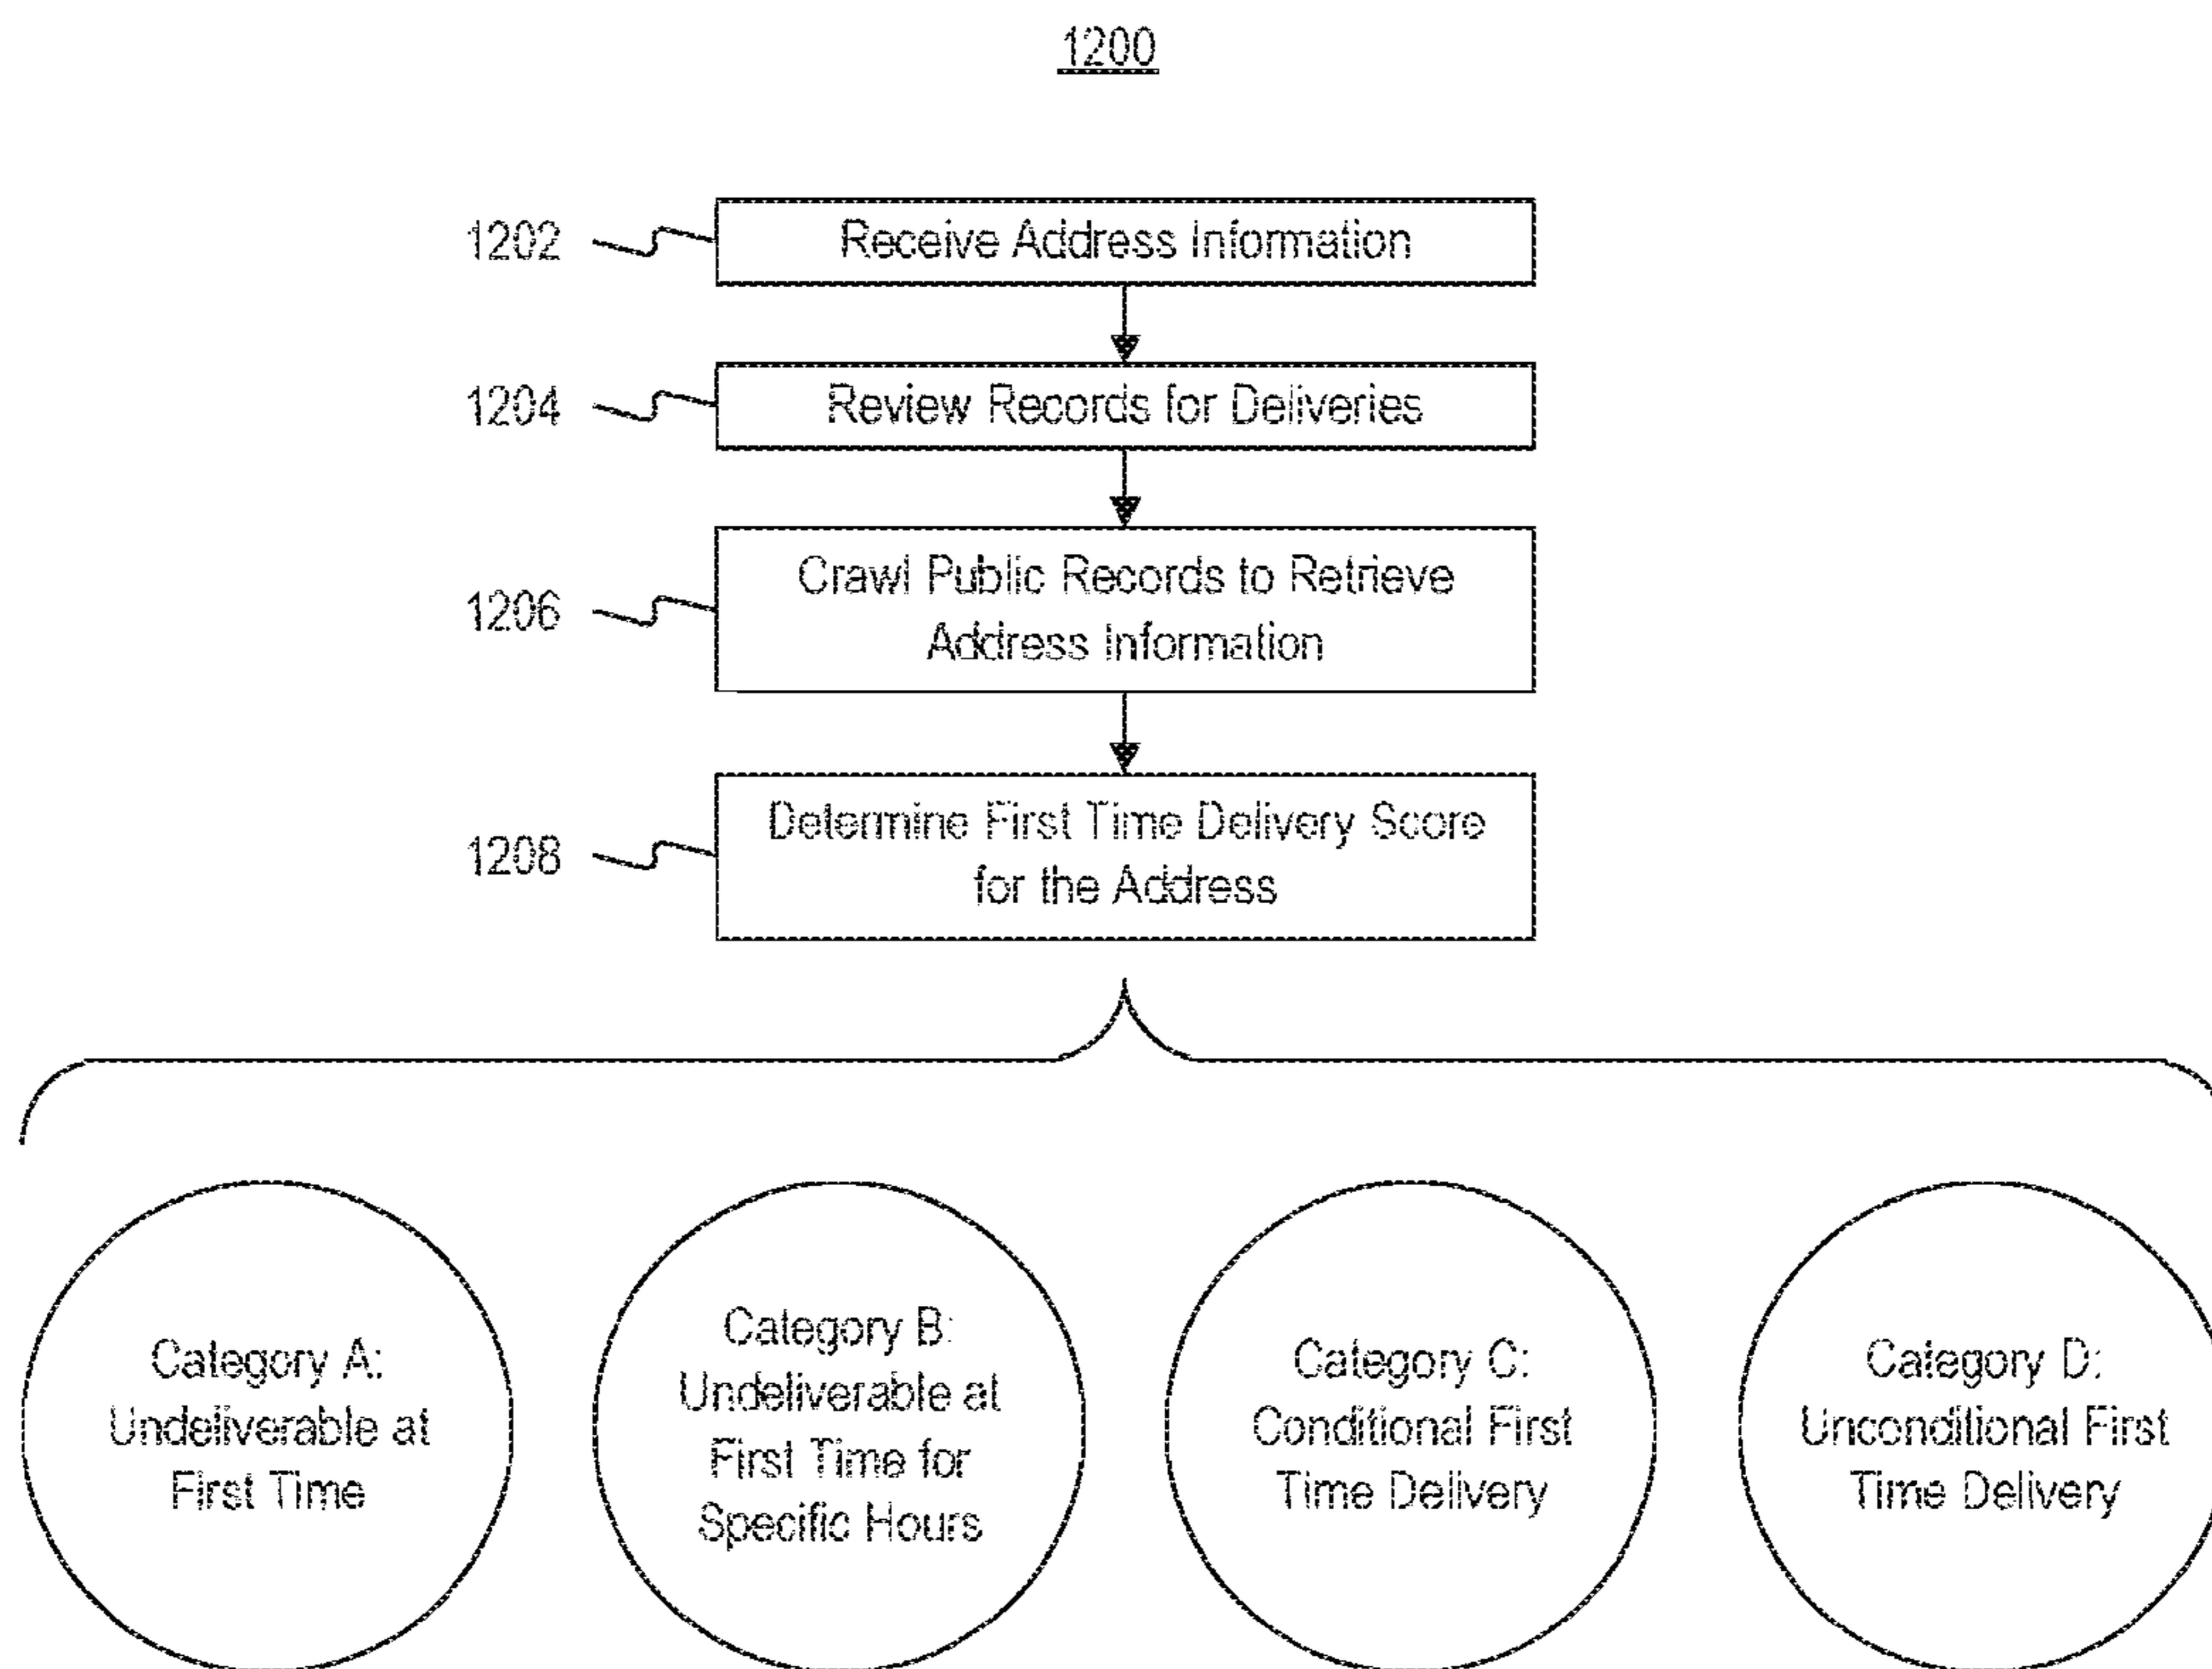 1200
1202
Receive Address Information
1204
Review Records for Deliveries
1206
Crawl Public Records to Retrieve
Address Information
1208
Determine First Time Delivery Score
for the Address
Category A:
Undeliverable at
First Time
Category B:
Undeliverable at
First Time for
Specific Hours
Category C:
Conditional First
Time Delivery
Category D:
Unconditional First
Time Delivery